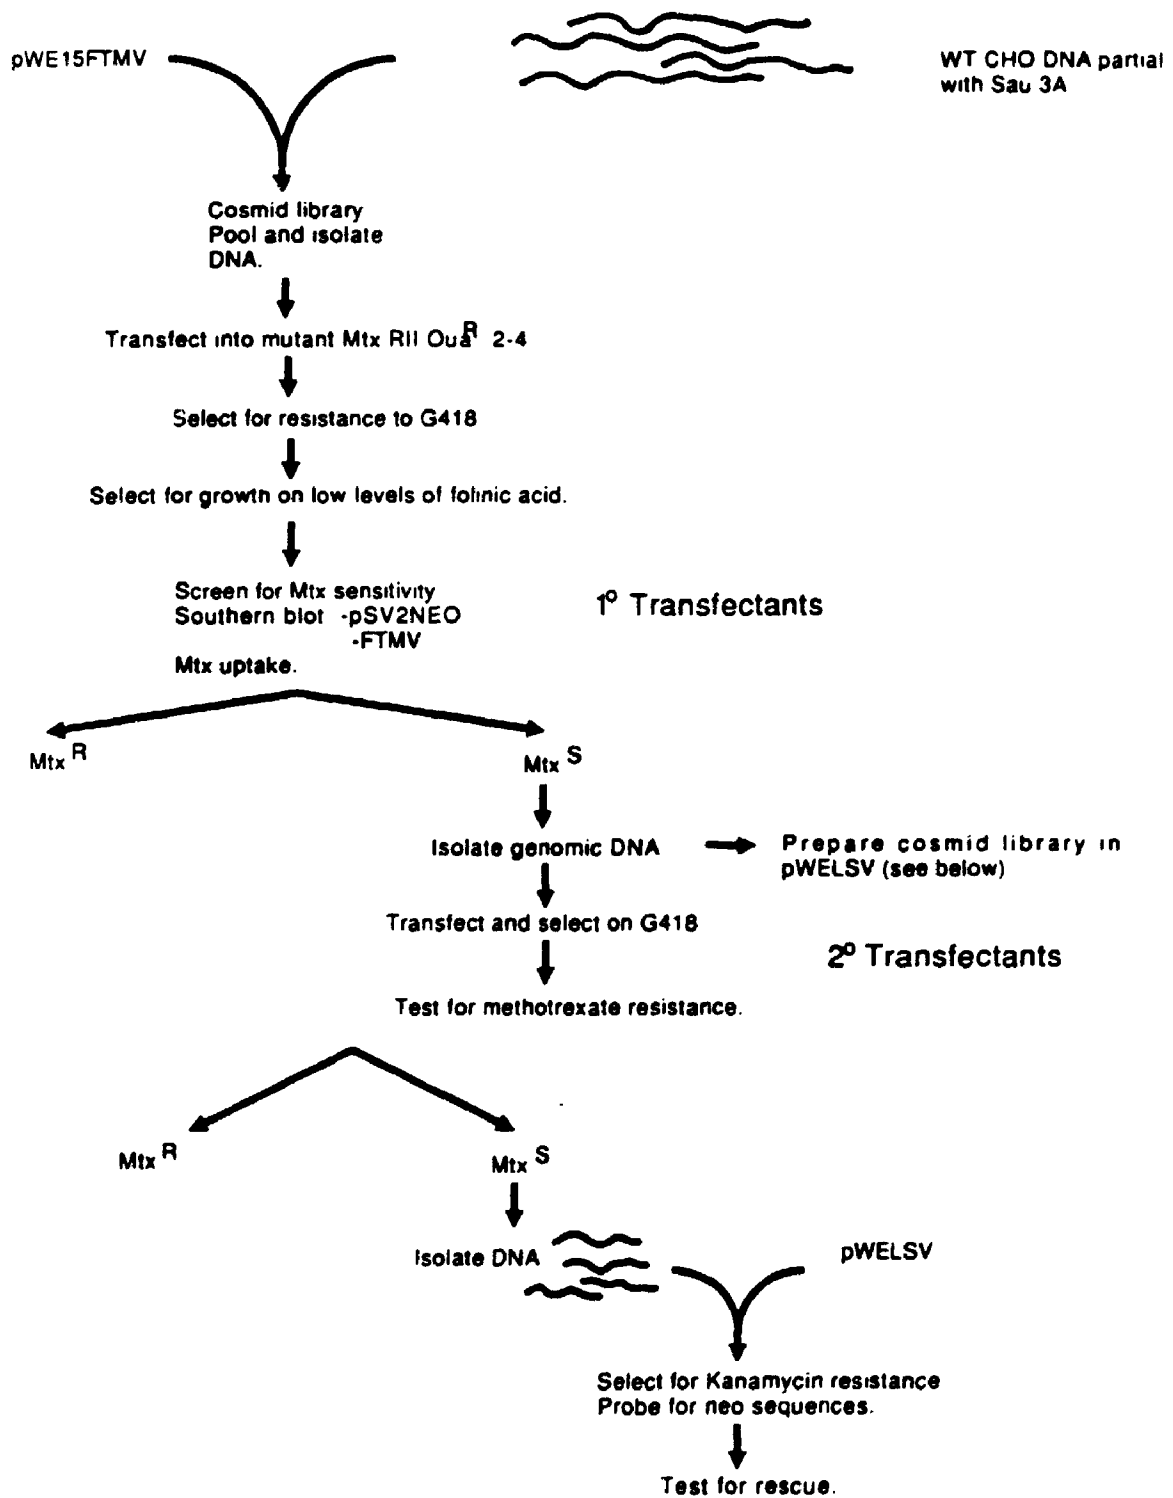 pWE15FTMV
WT CHO DNA partial
with Sau 3A
Cosmid library
Pool and isolate
DNA.
Transfect into mutant Mtx RII Oua R 2-4
Select for resistance to G418
Select for growth on low levels of folinic acid.
Screen for Mtx sensitivity
Southern blot -pSV2NEO
-FTMV
Mtx uptake.
1º Transfectants
Mtx R
Mtx S
Isolate genomic DNA
Prepare cosmid library in
pWELSV (see below)
Transfect and select on G418
2º Transfectants
Test for methotrexate resistance.
Mtx R
Mtx S
Isolate DNA
pWELSV
Select for Kanamycin resistance
Probe for neo sequences.
Test for rescue.